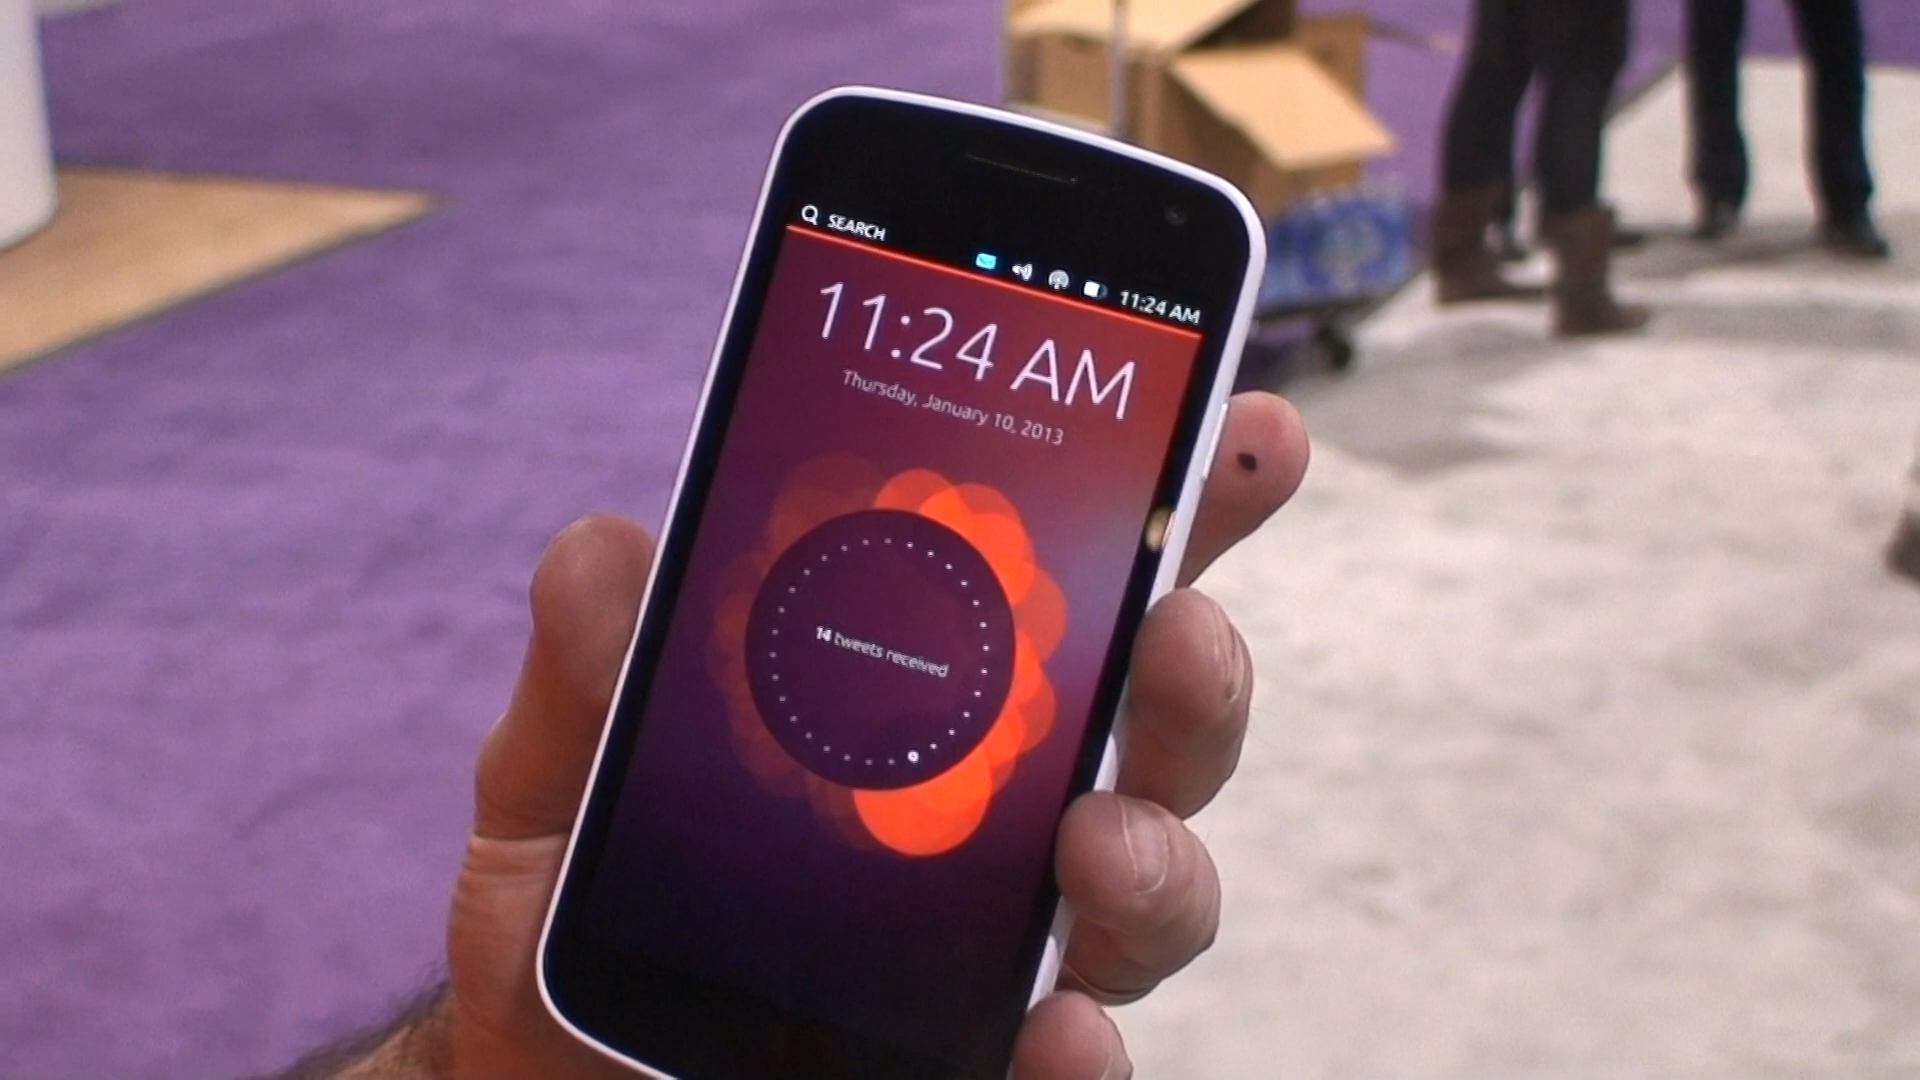 SEARCH
11:24 AM
11:24 AM
Thursday, January 10, 2013
14 tweets received